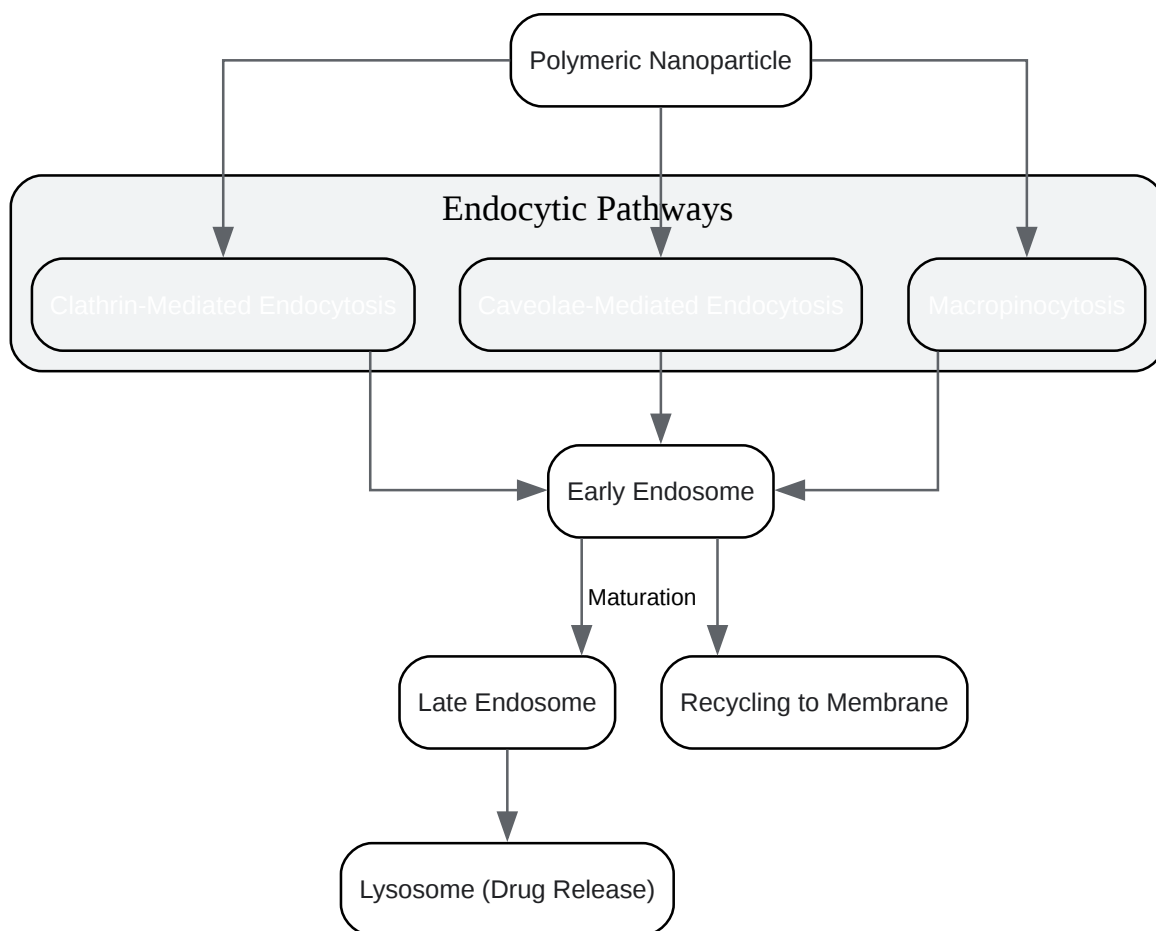 Polymeric Nanoparticle
Endocytic Pathways
Clathrin-Mediated Endocytosis
Caveolae-Mediated Endocytosis
Macropinocytosis
Early Endosome
Maturation
Late Endosome
Recycling to Membrane
Lysosome (Drug Release)